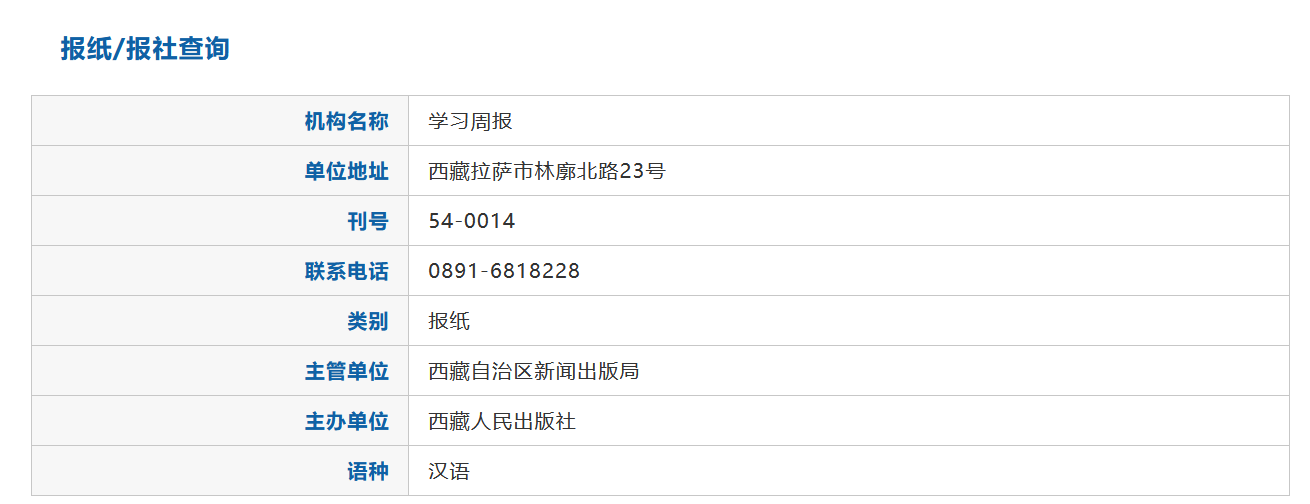 报纸/报社查询
机构名称 学习周报
单位地址 西藏拉萨市林廓北路23号
刊号 54-0014
联系电话 0891-6818228
类别 报纸
主管单位 西藏自治区新闻出版局
主办单位 西藏人民出版社
语种 汉语